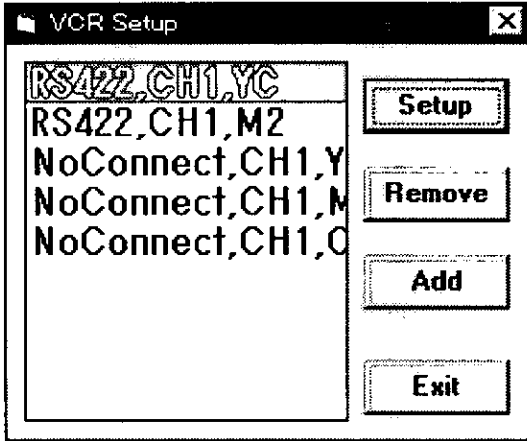 VCR Setup
RS422,CH1,YC
RS422,CH1,M2
NoConnect,CH1,Y
NoConnect,CH1,M
NoConnect,CH1,C
Setup
Remove
Add
Exit